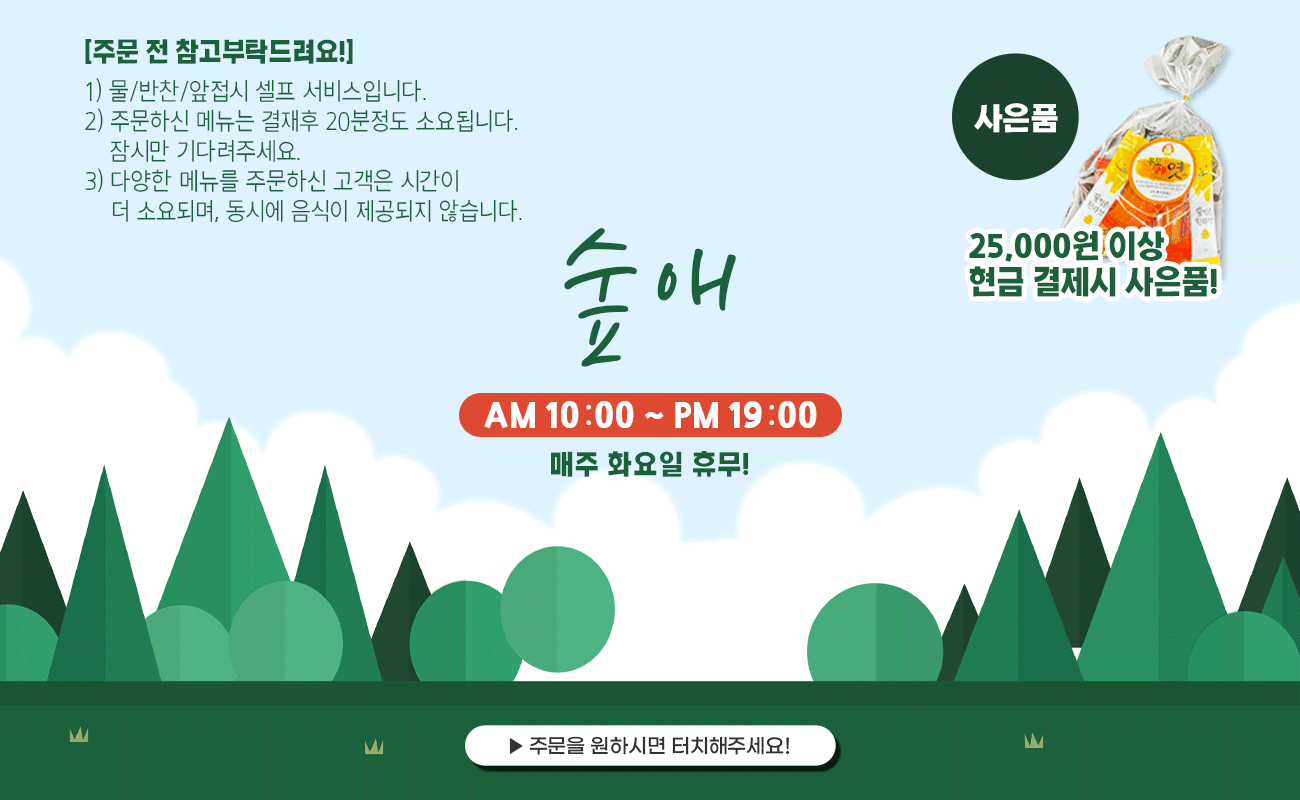 [주문 전 참고부탁드려요!]
1) 물/반찬/앞접시 셀프 서비스입니다.
2) 주문하신 메뉴는 결재후 20분정도 소요됩니다.
잠시만 기다려주세요.
3) 다양한 메뉴를 주문하신 고객은 시간이
더 소요되며, 동시에 음식이 제공되지 않습니다.
사은품
엿
25,000원 이상
현금 결제시 사은품!
숲애
AM 10:00 ~ PM 19:00
매주 화요일 휴무!
▶ 주문을 원하시면 터치해주세요!